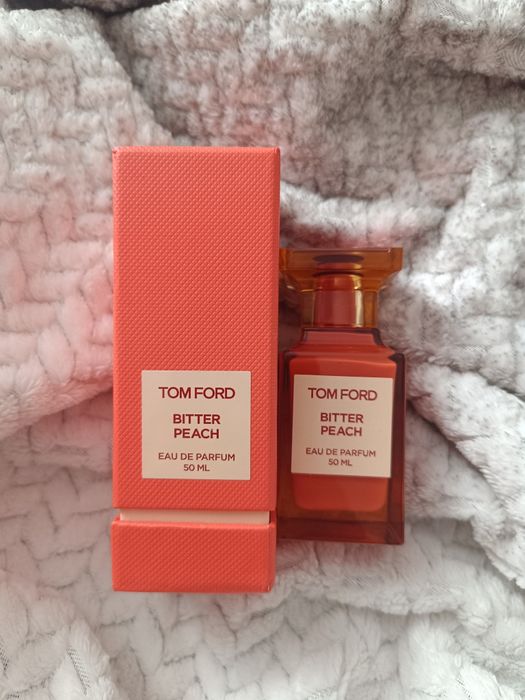 TOM FORD
BITTER
PEACH
EAU DE PARFUM
50 ML
TOM FORD
BITTER
PEACH
EAU DE PARFUM
50 ML